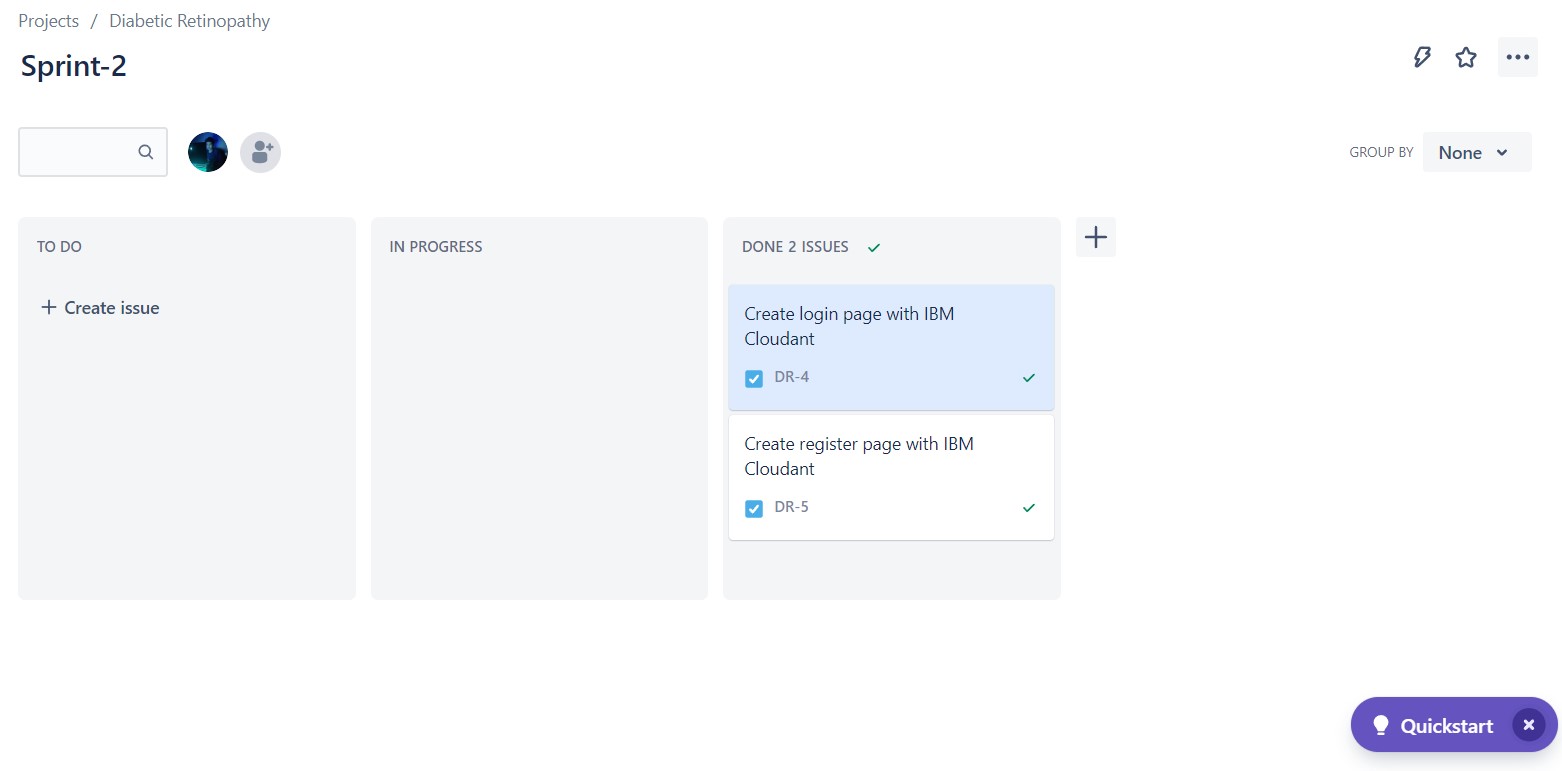 Projects / Diabetic Retinopathy
Sprint-2
GROUP BY None
TO DO
+ Create issue
IN PROGRESS
DONE 2 ISSUES
Create login page with IBM
Cloudant
DR-4
Create register page with IBM
Cloudant
DR-5
Quickstart